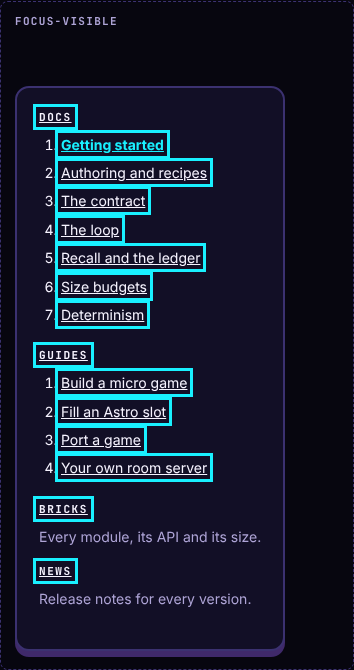 FOCUS-VISIBLE
DOCS
1. Getting started
2. Authoring and recipes
3. The contract
4. The loop
5. Recall and the ledger
6. Size budgets
7. Determinism
GUIDES
1. Build a micro game
2. Fill an Astro slot
3. Port a game
4. Your own room server
BRICKS
Every module, its API and its size.
NEWS
Release notes for every version.